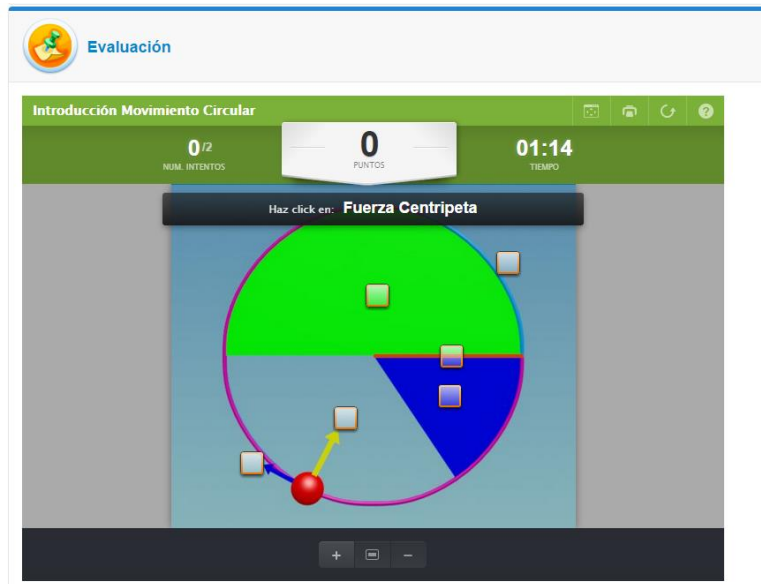 Evaluación
Introducción Movimiento Circular
0/2
NUM. INTENTOS
0
PUNTOS
01:14
TIEMPO
Haz click en: Fuerza Centripeta